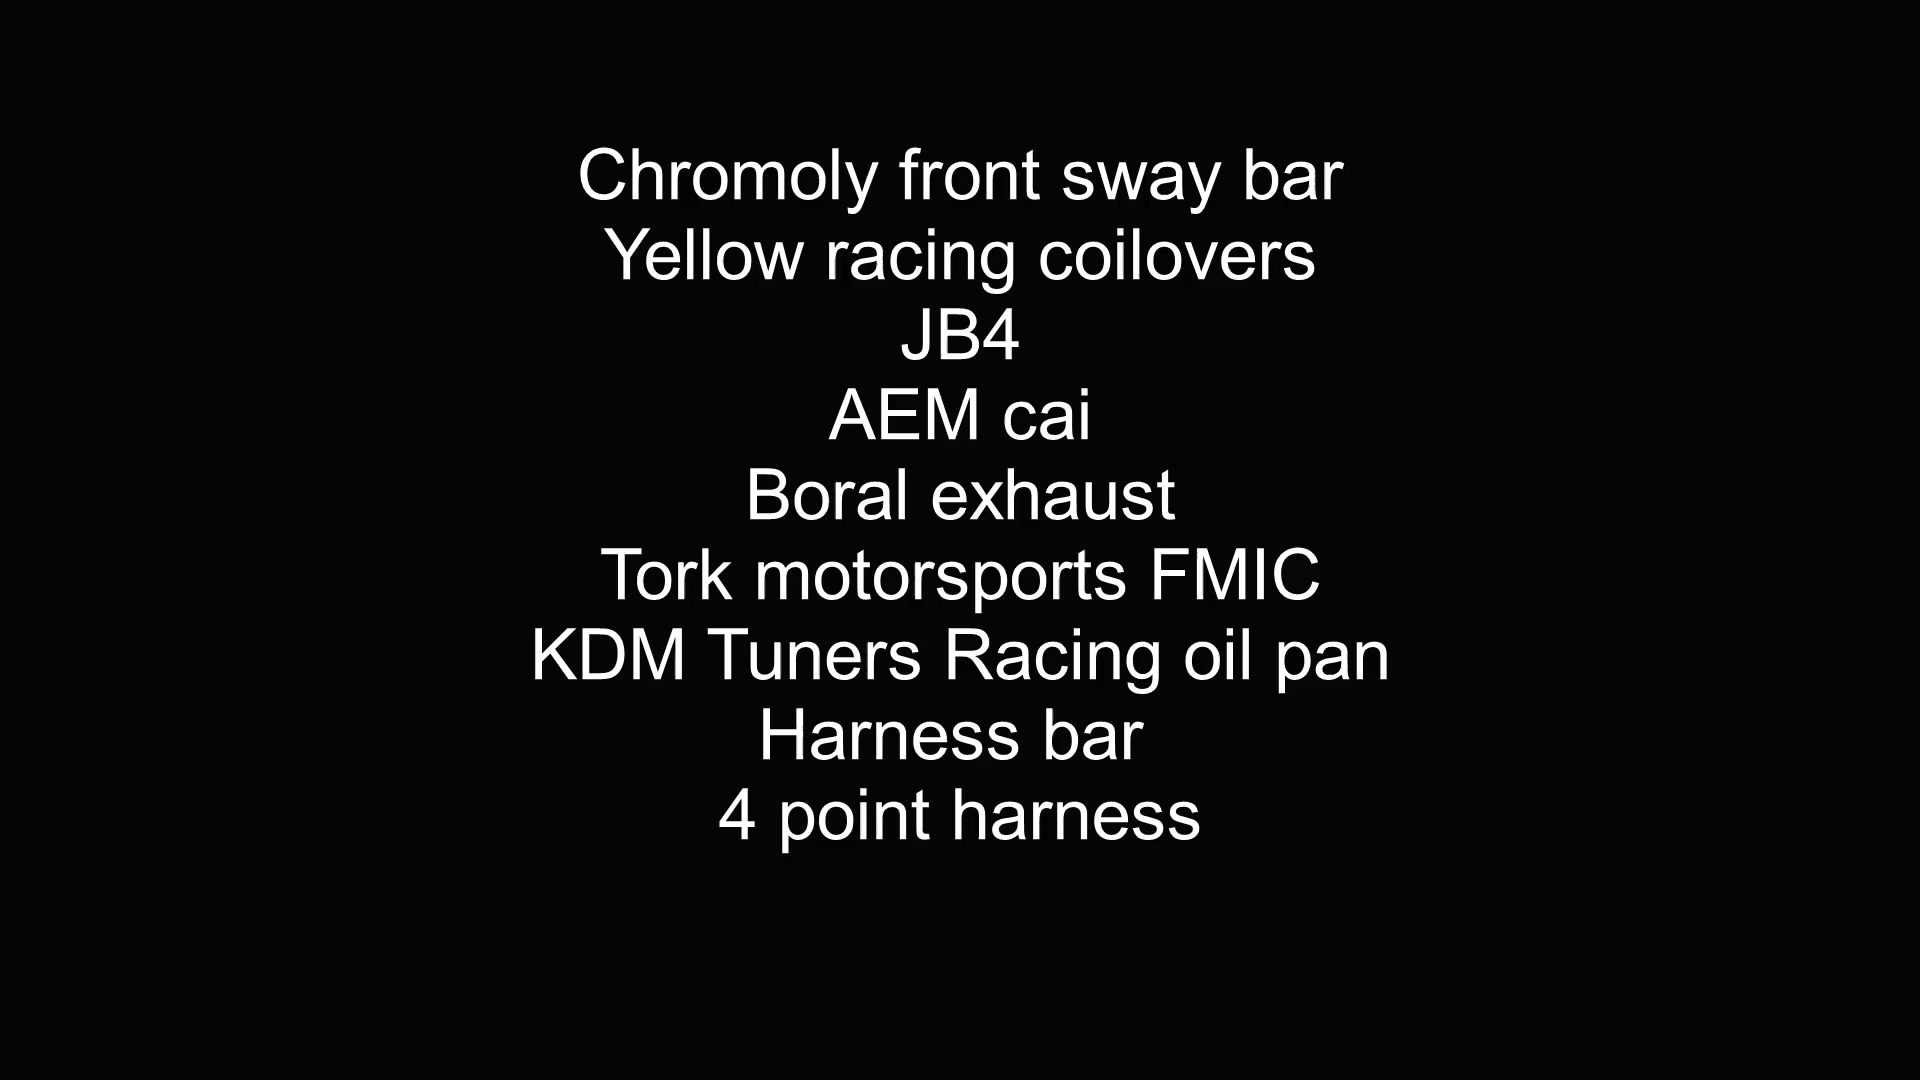 Chromoly front sway bar
Yellow racing coilovers
JB4
AEM cai
Boral exhaust
Tork motorsports FMIC
KDM Tuners Racing oil pan
Harness bar
4 point harness